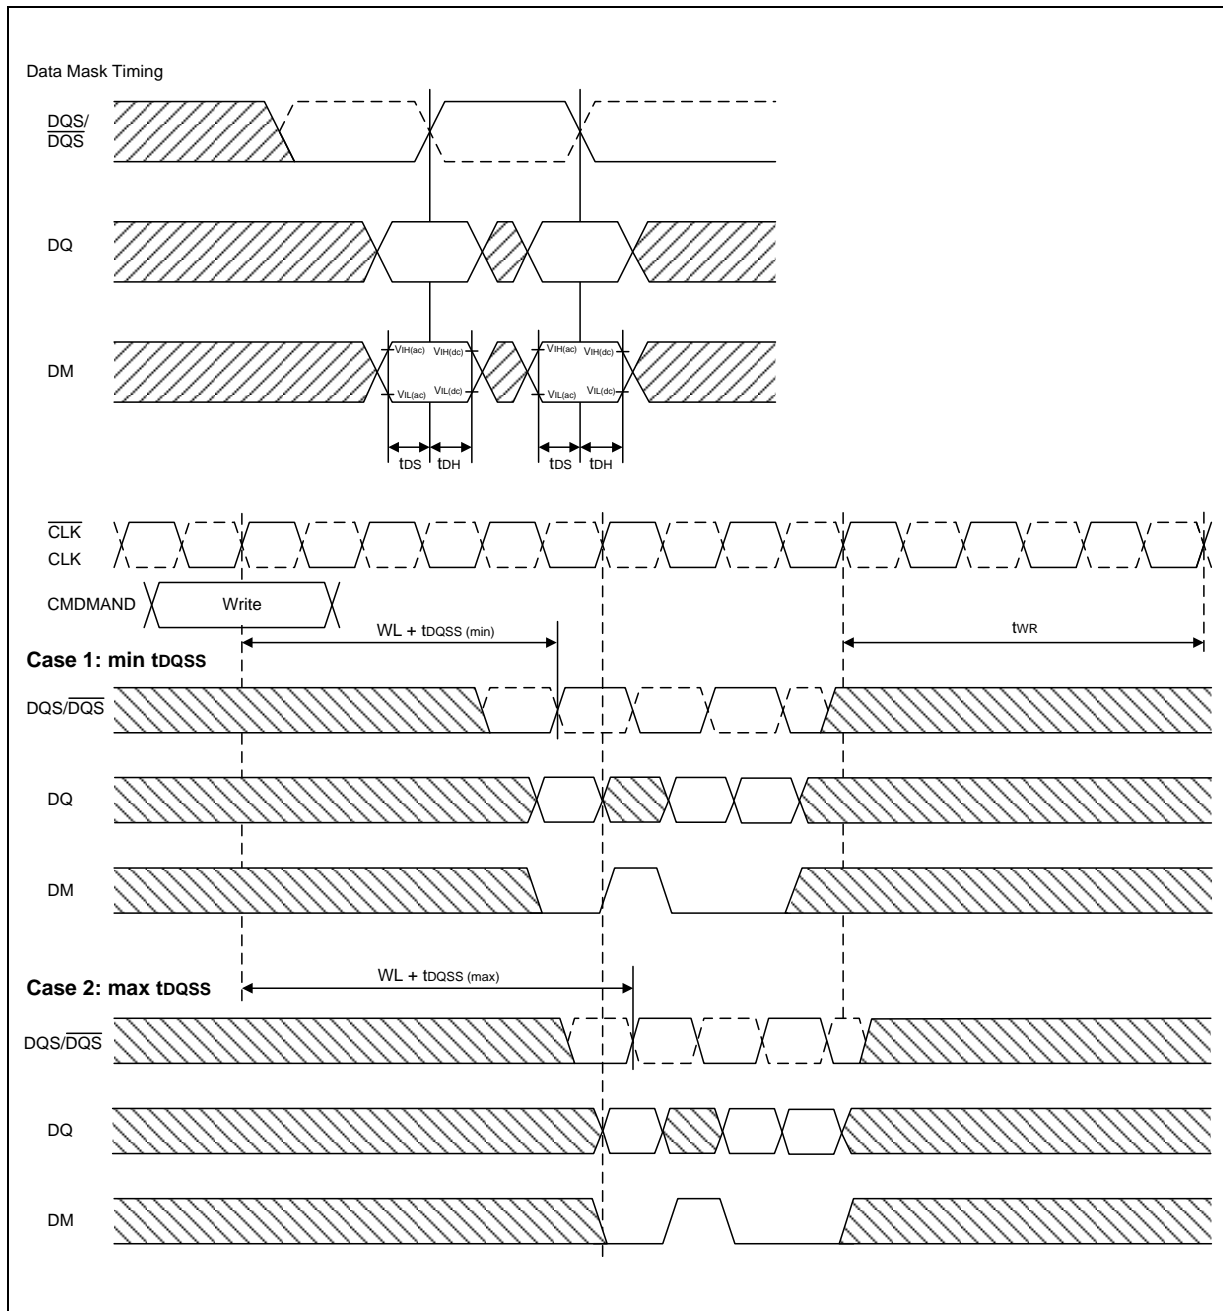 Data Mask Timing
DQS/
DQS
DQ
DM
VIH(ac) VIH(dc) VIH(ac) VIH(dc)
VIL(ac) VIL(dc) VIL(ac) VIL(dc)
tDS tDH tDS tDH
CLK
CLK
CMDMAND Write
WL + tDQSS (min) tWR
Case 1: min tDQSS
DQS/DQS
DQ
DM
WL + tDQSS (max)
Case 2: max tDQSS
DQS/DQS
DQ
DM